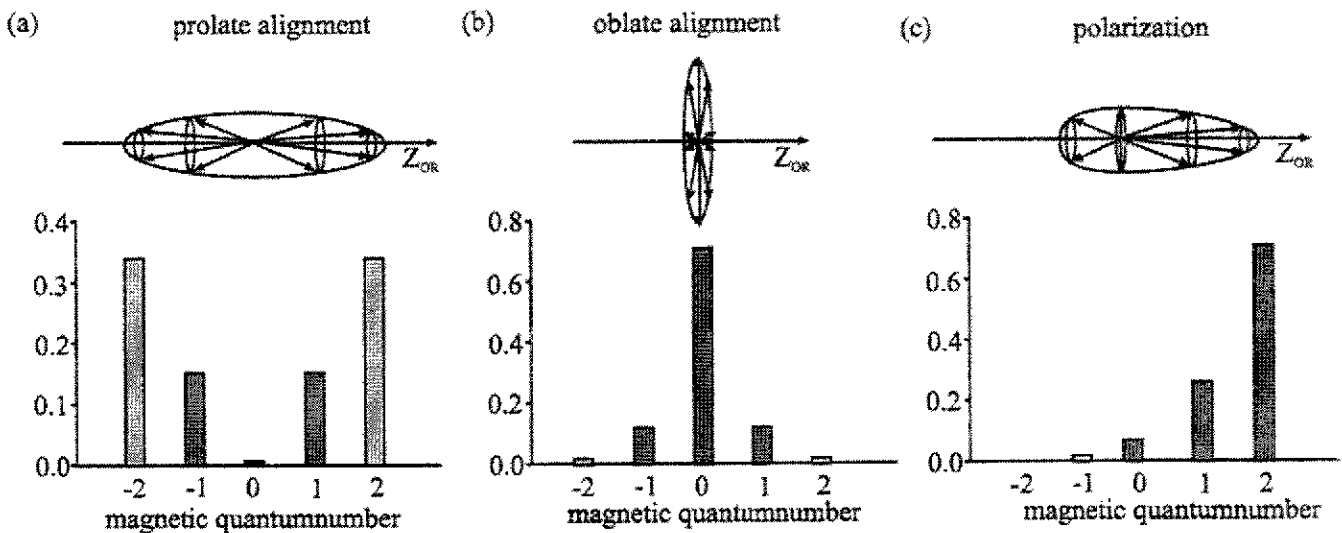 (a) prolate alignment
Z_OR
0.4
0.3
0.2
0.1
0.0
-2 -1 0 1 2
magnetic quantumnumber
(b) oblate alignment
Z_OR
0.8
0.6
0.4
0.2
0.0
-2 -1 0 1 2
magnetic quantumnumber
(c) polarization
Z_OR
0.8
0.6
0.4
0.2
0.0
-2 -1 0 1 2
magnetic quantumnumber